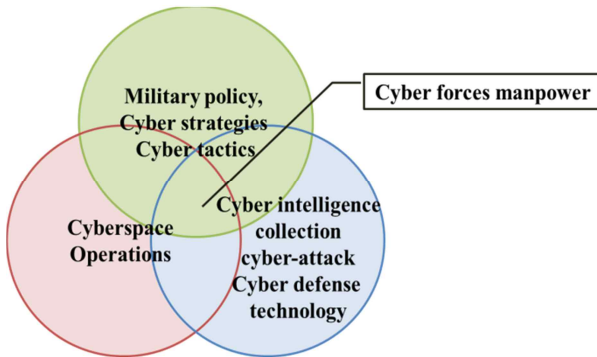 Military policy,
Cyber strategies
Cyber tactics
Cyber forces manpower
Cyberspace
Operations
Cyber intelligence
collection
cyber-attack
Cyber defense
technology